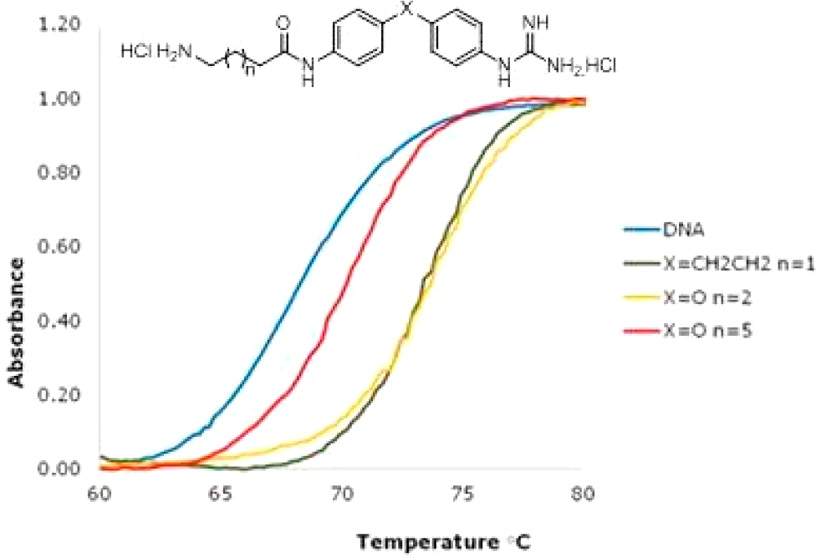 X
O
NH
HCl H2N
( )n
N
H
N
H
NH2.HCl
1.20
1.00
0.80
0.60
0.40
0.20
0.00
Absorbance
60 65 70 75 80
Temperature °C
DNA
X=CH2CH2 n=1
X=O n=2
X=O n=5